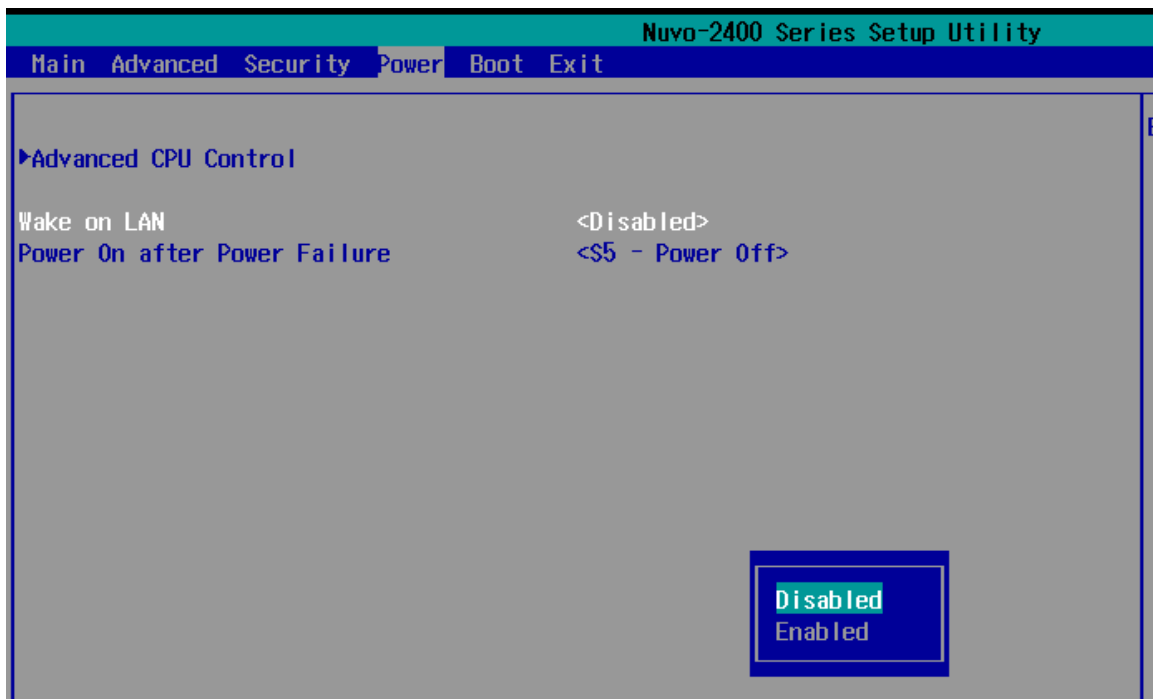 Nuvo-2400 Series Setup Utility
Main Advanced Security Power Boot Exit
Advanced CPU Control
Wake on LAN <Disabled>
Power On after Power Failure <S5 - Power Off>
Disabled
Enabled